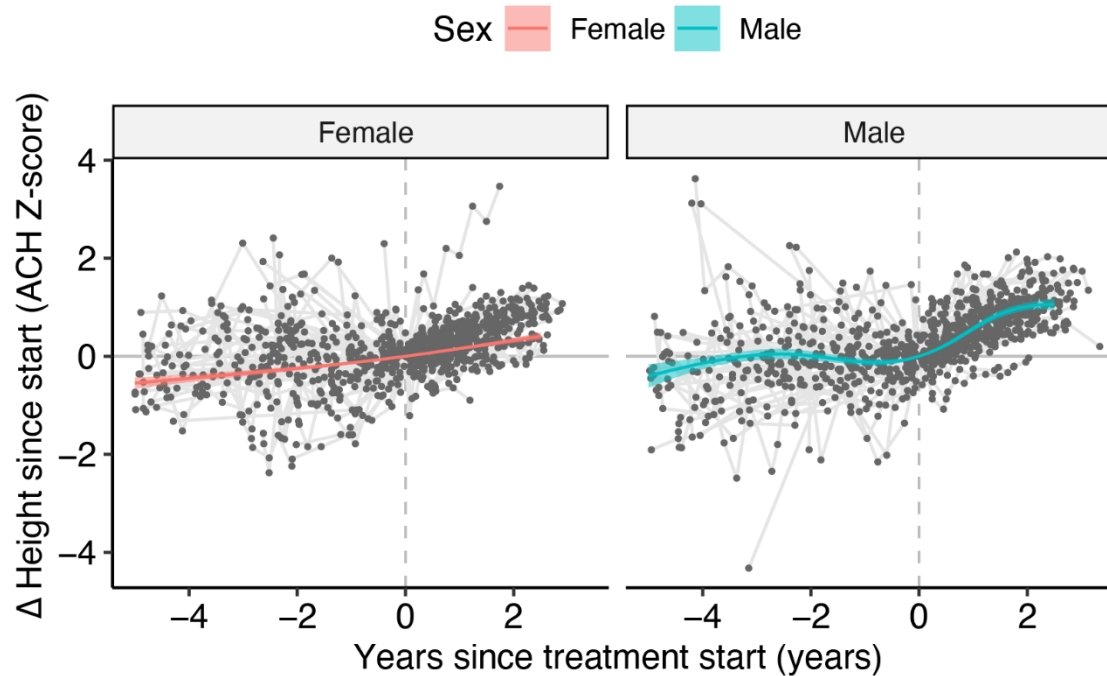 Sex Female Male
Female Male
Δ Height since start (ACH Z-score)
4
2
0
−2
−4
−4 −2 0 2 −4 −2 0 2
Years since treatment start (years)